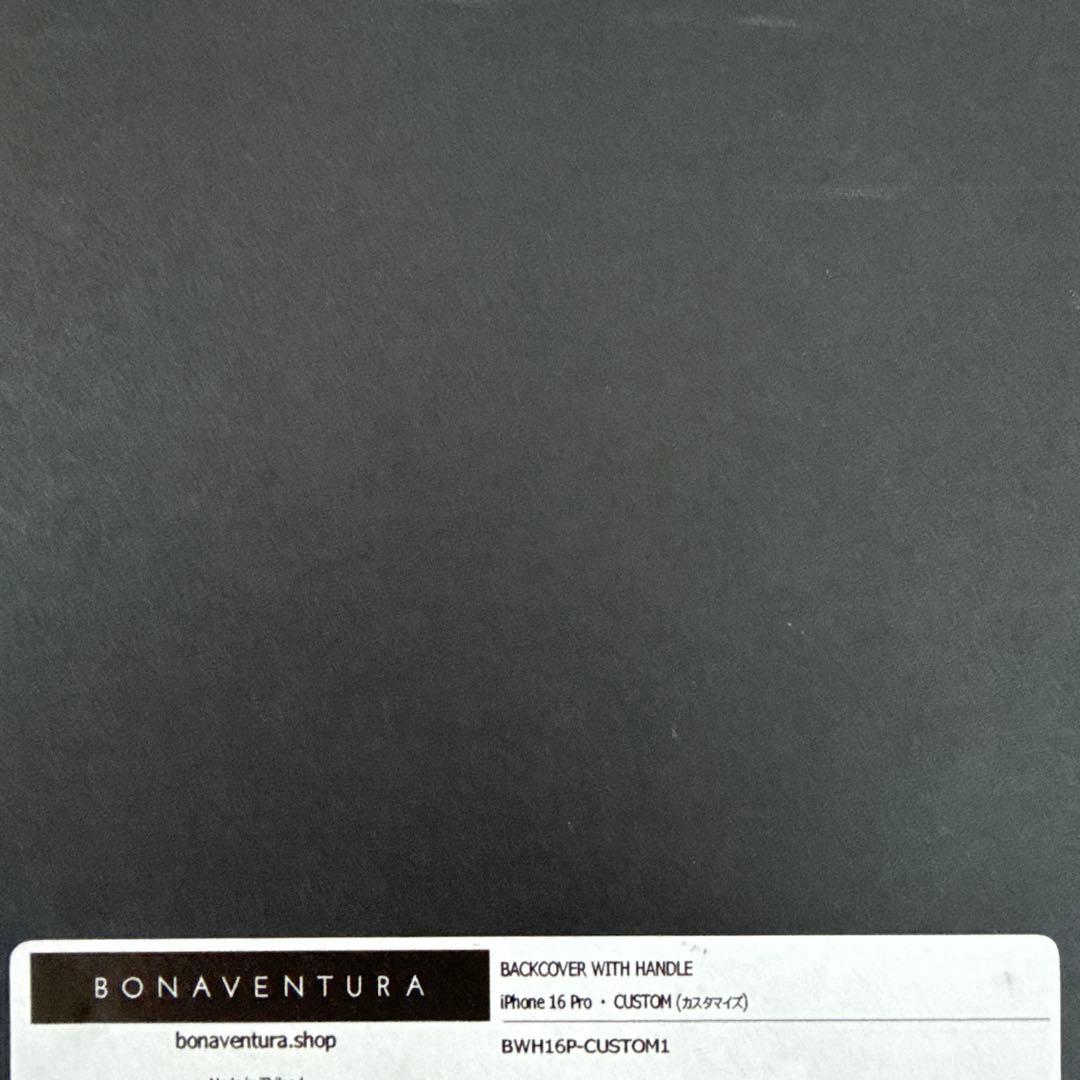 BONAVENTURA
bonaventura.shop
BACKCOVER WITH HANDLE
iPhone 16 Pro・CUSTOM (カスタマイズ)
BWH16P-CUSTOM1